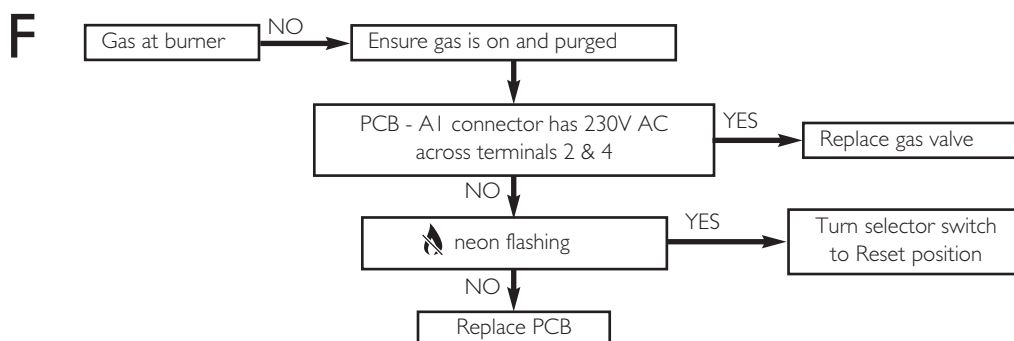 F
Gas at burner
NO
Ensure gas is on and purged
PCB - A1 connector has 230V AC
across terminals 2 & 4
YES
Replace gas valve
NO
neon flashing
YES
Turn selector switch
to Reset position
NO
Replace PCB